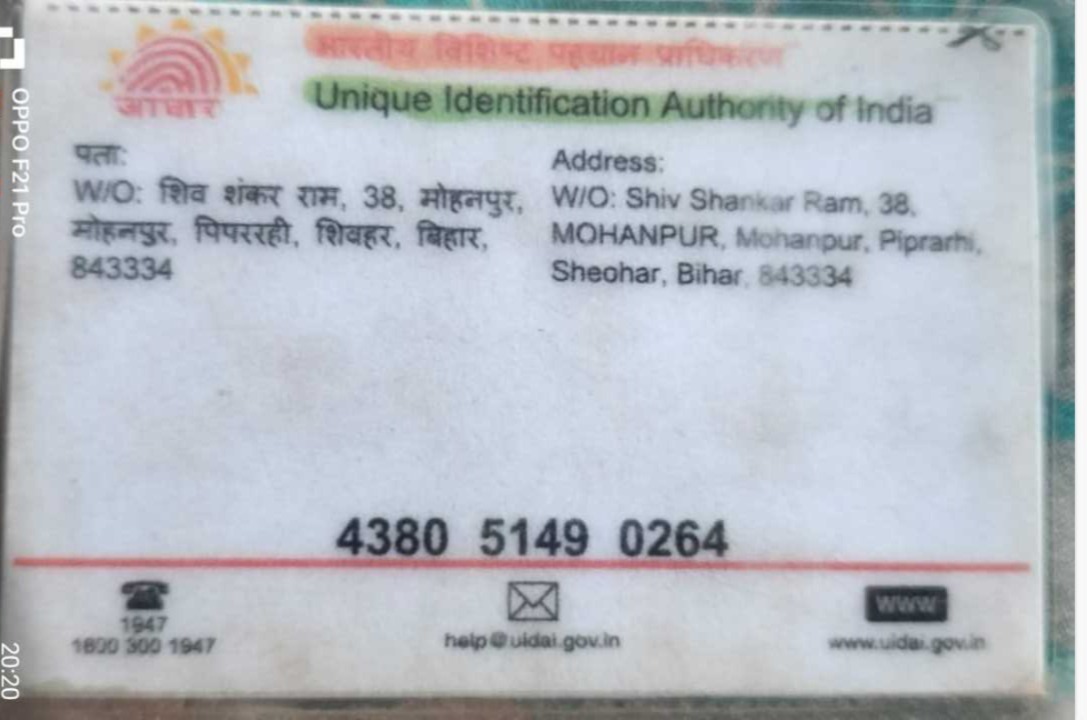 भारतीय विशिष्ट पहचान प्राधिकरण
आधार
Unique Identification Authority of India
पता:
W/O: शिव शंकर राम, 38, मोहनपुर,
मोहनपुर, पिपररही, शिवहर, बिहार,
843334
Address:
W/O: Shiv Shankar Ram, 38,
MOHANPUR, Mohanpur, Piprarhi,
Sheohar, Bihar, 843334
4380 5149 0264
1947
1800 300 1947
help@uidai.gov.in
WWW
www.uidai.gov.in
OPPO F21 Pro
20:20